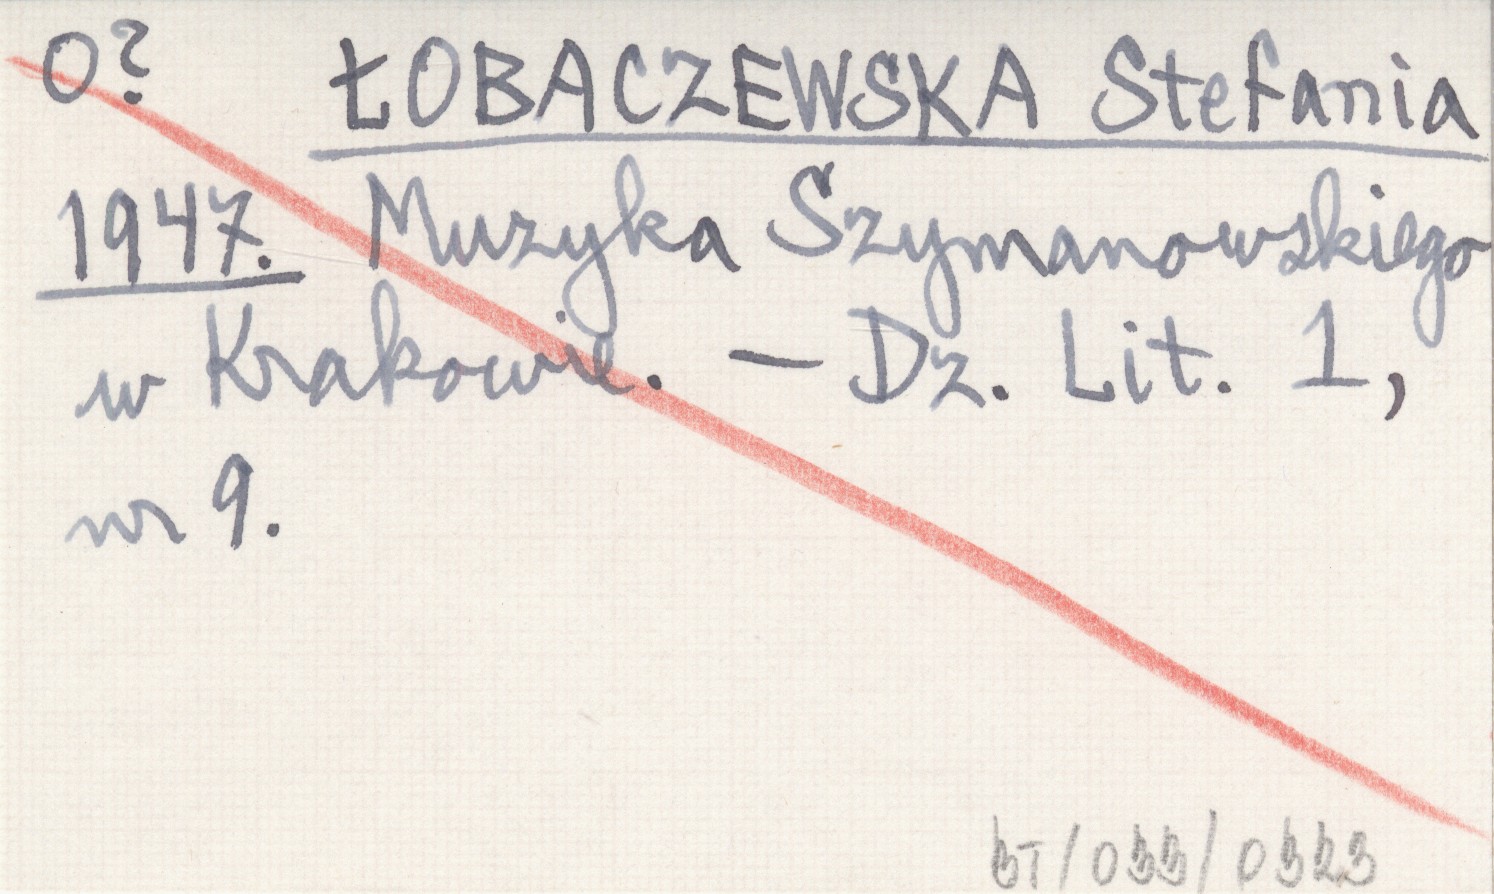 O? ŁOBACZEWSKA Stefania
1947. Muzyka Szymanowskiego
w Krakowie. — Dz. Lit. 1,
nr 9.